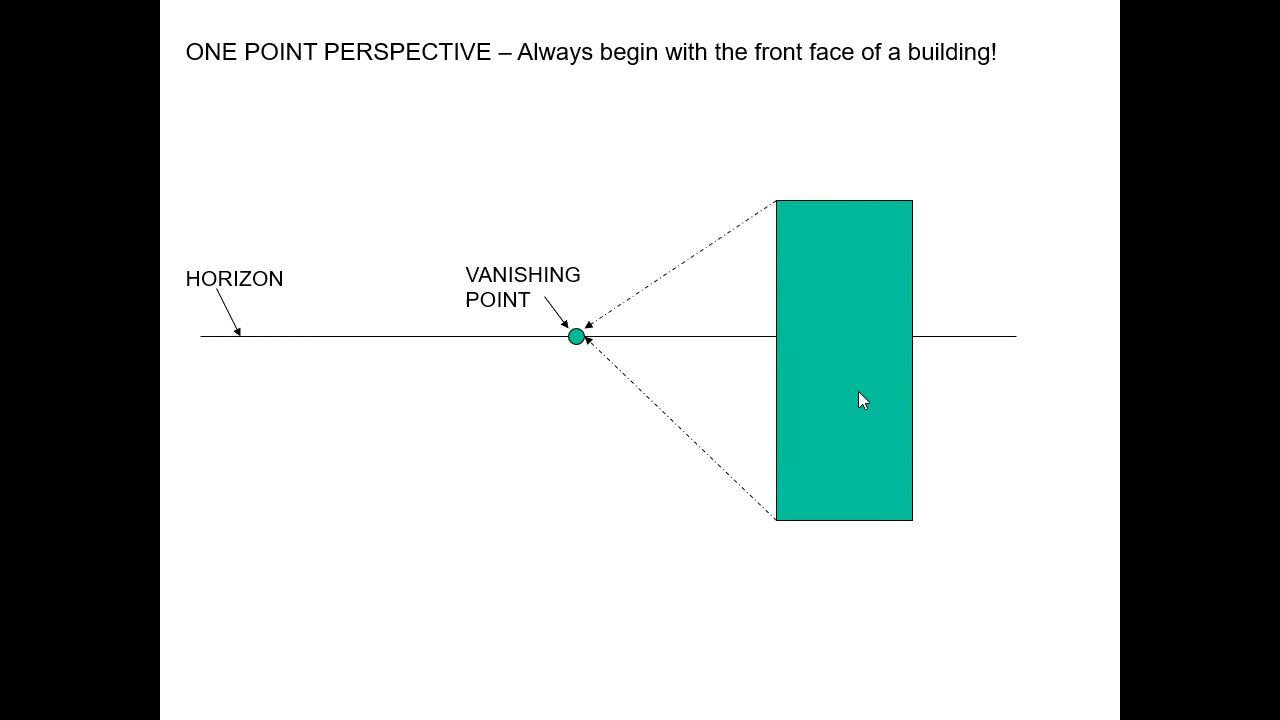 ONE POINT PERSPECTIVE – Always begin with the front face of a building!
HORIZON
VANISHING
POINT